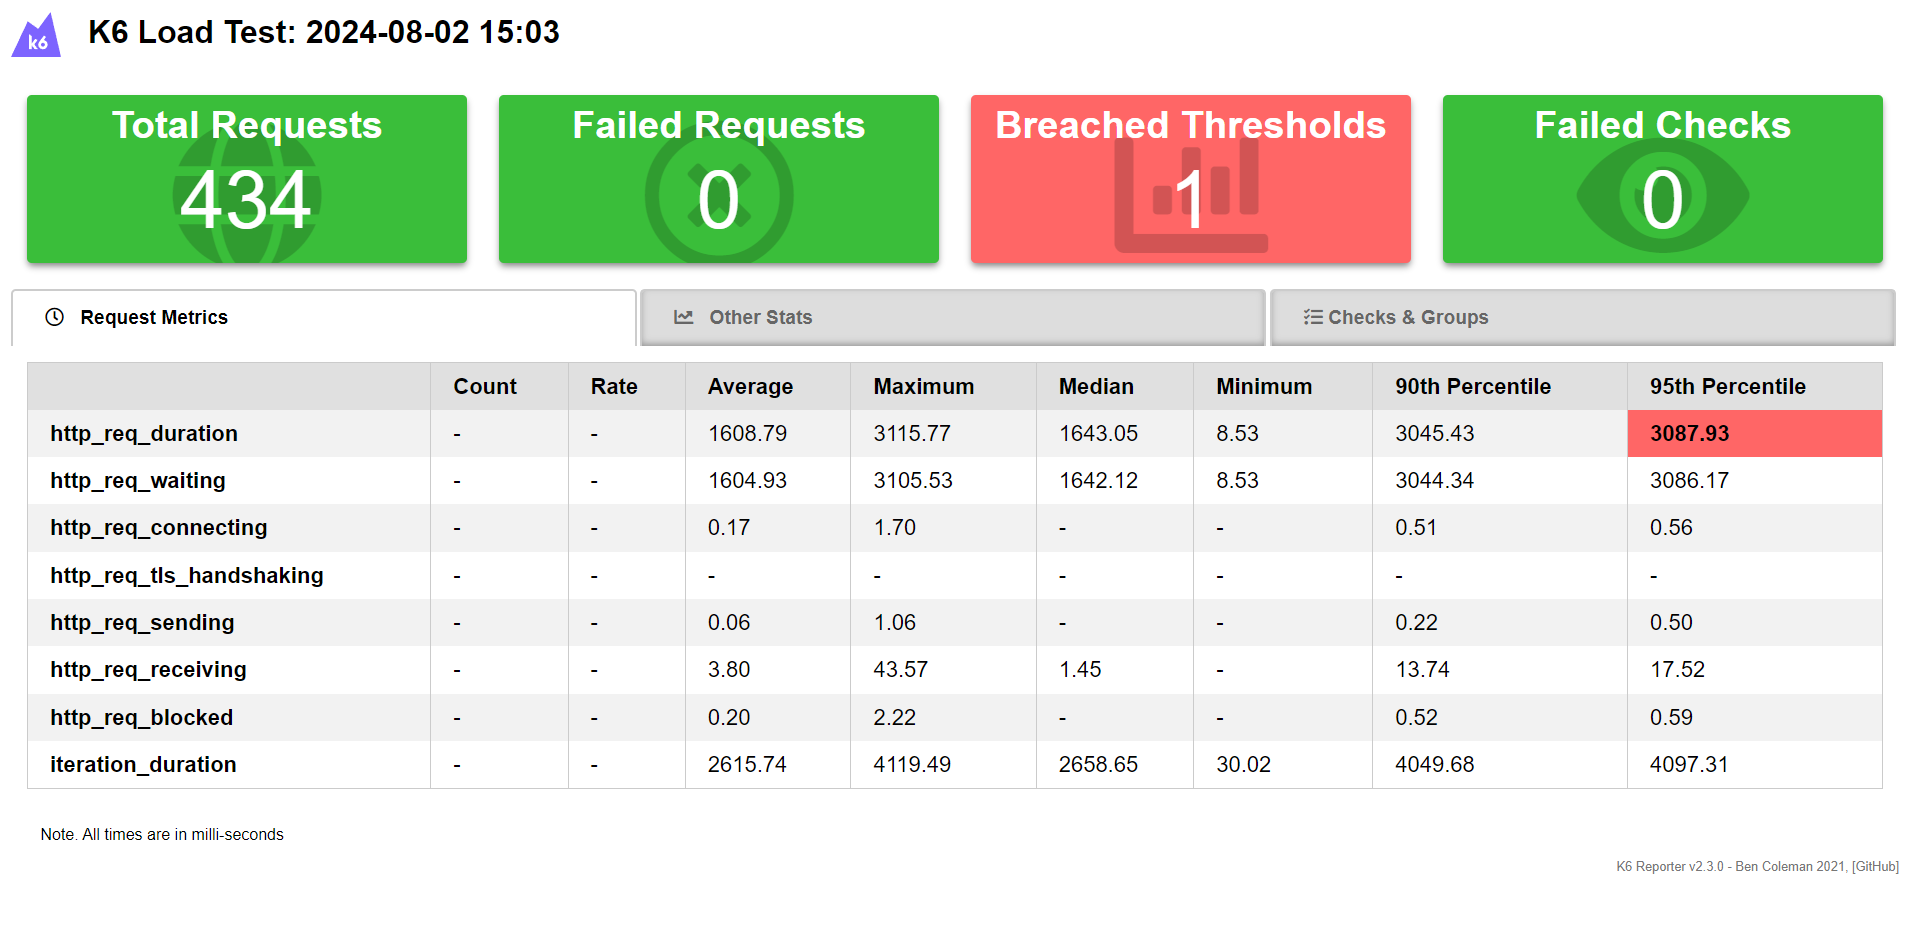 k6
K6 Load Test: 2024-08-02 15:03
Total Requests
434
Failed Requests
0
Breached Thresholds
1
Failed Checks
0
Request Metrics
Other Stats
Checks & Groups
Count Rate Average Maximum Median Minimum 90th Percentile 95th Percentile
http_req_duration - - 1608.79 3115.77 1643.05 8.53 3045.43 3087.93
http_req_waiting - - 1604.93 3105.53 1642.12 8.53 3044.34 3086.17
http_req_connecting - - 0.17 1.70 - - 0.51 0.56
http_req_tls_handshaking - - - - - - - -
http_req_sending - - 0.06 1.06 - - 0.22 0.50
http_req_receiving - - 3.80 43.57 1.45 - 13.74 17.52
http_req_blocked - - 0.20 2.22 - - 0.52 0.59
iteration_duration - - 2615.74 4119.49 2658.65 30.02 4049.68 4097.31
Note. All times are in milli-seconds
K6 Reporter v2.3.0 - Ben Coleman 2021, [GitHub]